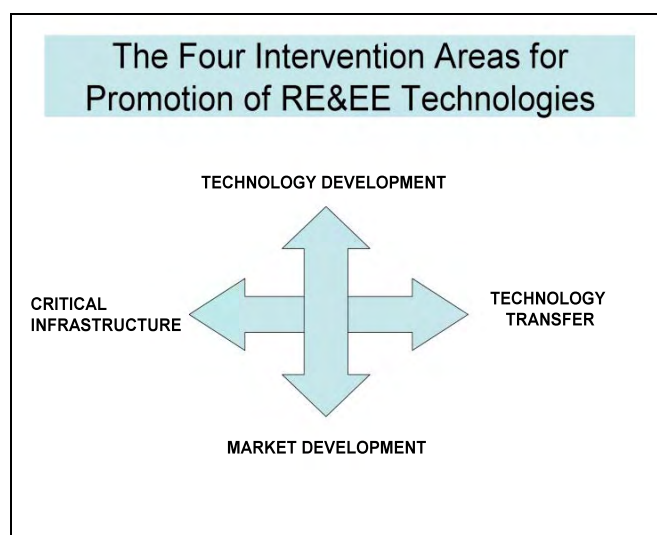 The Four Intervention Areas for
Promotion of RE&EE Technologies
TECHNOLOGY DEVELOPMENT
CRITICAL
INFRASTRUCTURE
TECHNOLOGY
TRANSFER
MARKET DEVELOPMENT